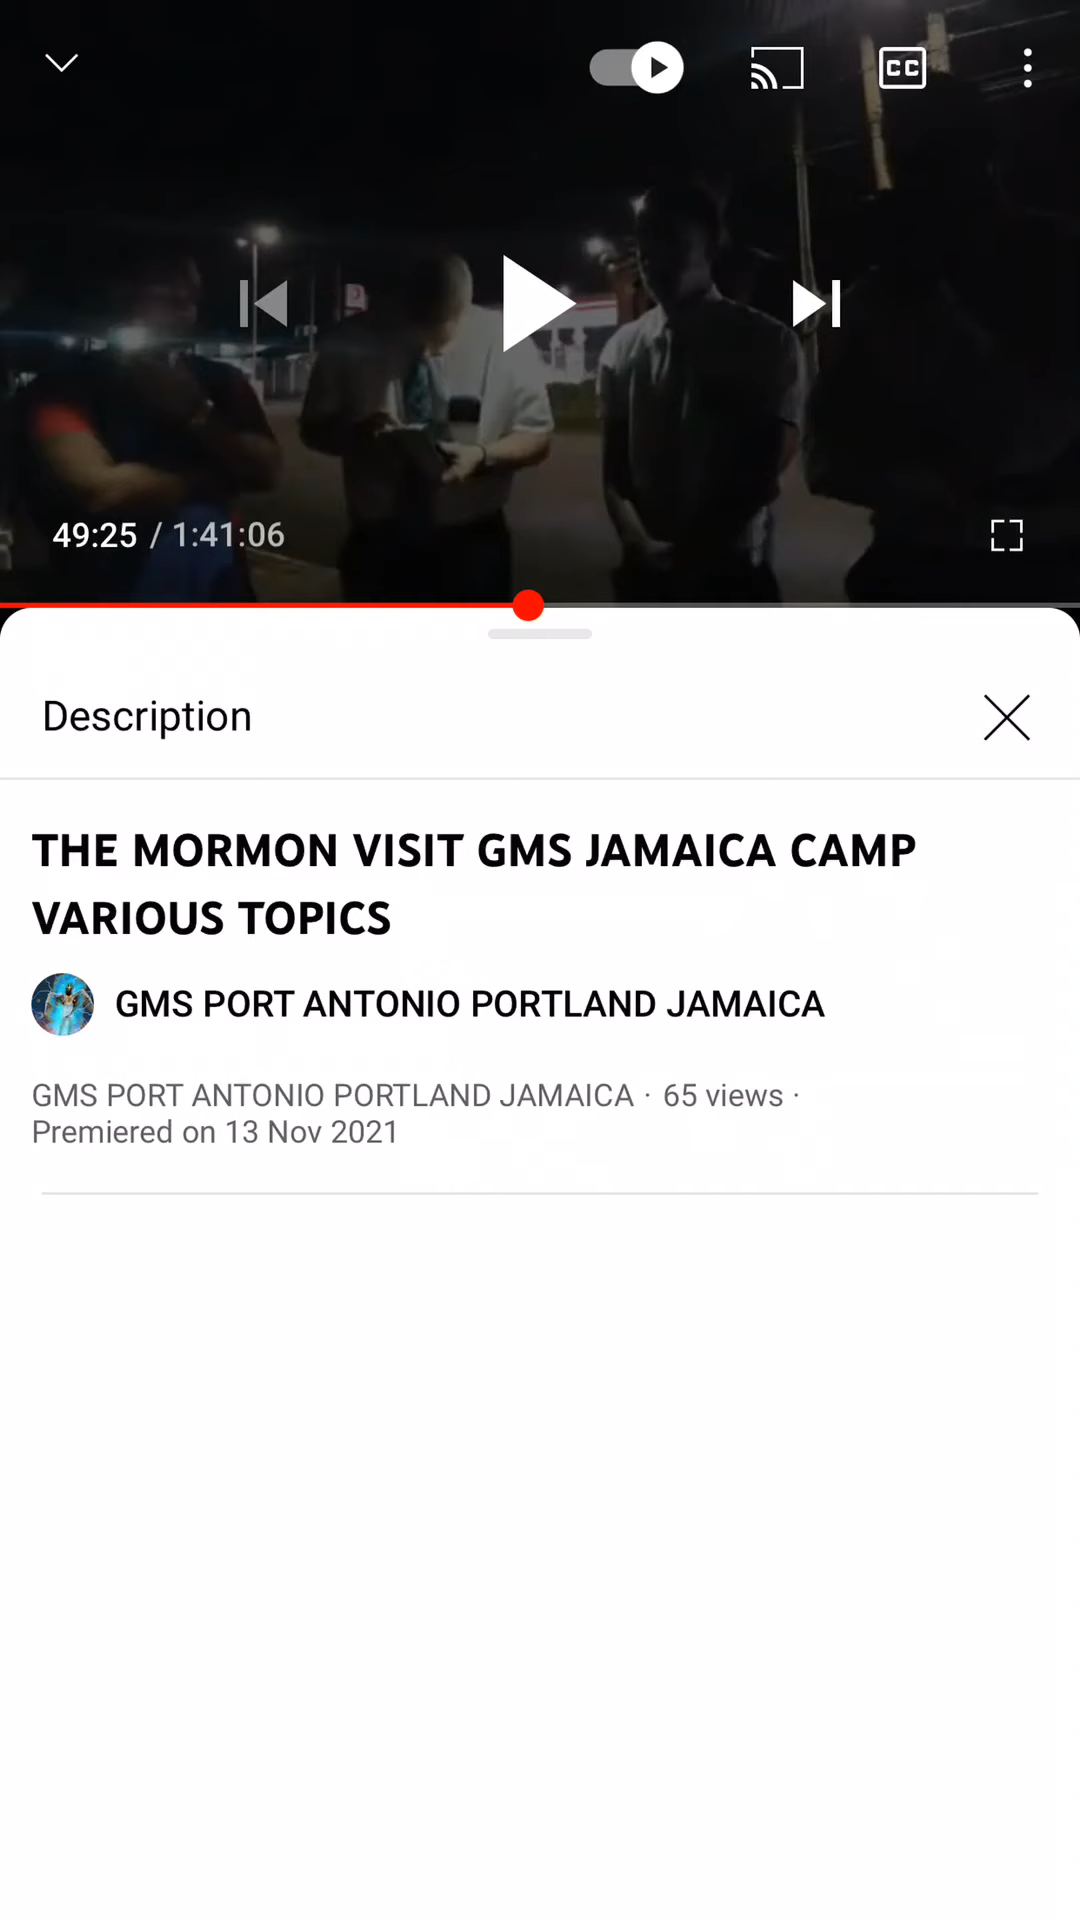 CC
49:25 / 1:41:06
Description
THE MORMON VISIT GMS JAMAICA CAMP
VARIOUS TOPICS
GMS PORT ANTONIO PORTLAND JAMAICA
GMS PORT ANTONIO PORTLAND JAMAICA · 65 views ·
Premiered on 13 Nov 2021